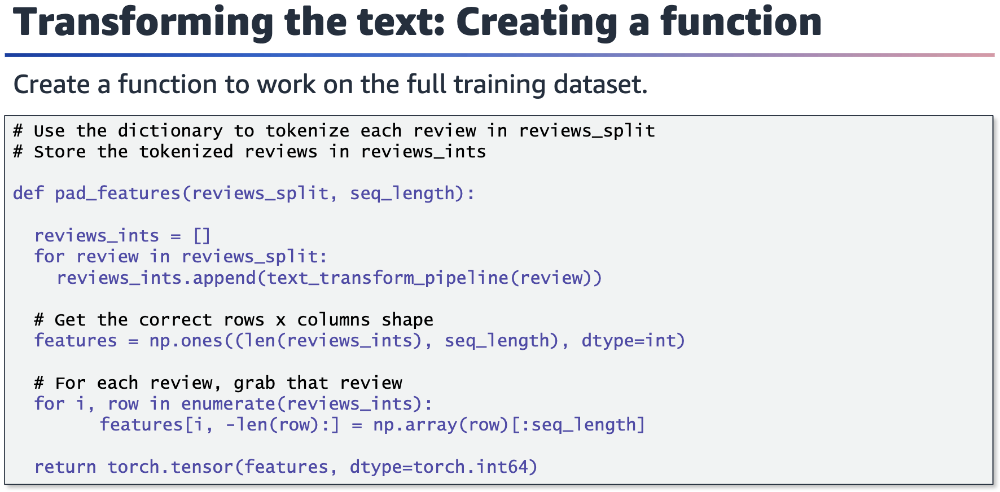 Transforming the text: Creating a function
Create a function to work on the full training dataset.
# Use the dictionary to tokenize each review in reviews_split
# Store the tokenized reviews in reviews_ints
def pad_features(reviews_split, seq_length):
  reviews_ints = []
  for review in reviews_split:
    reviews_ints.append(text_transform_pipeline(review))
  # Get the correct rows x columns shape
  features = np.ones((len(reviews_ints), seq_length), dtype=int)
  # For each review, grab that review
  for i, row in enumerate(reviews_ints):
        features[i, -len(row):] = np.array(row)[:seq_length]
  return torch.tensor(features, dtype=torch.int64)